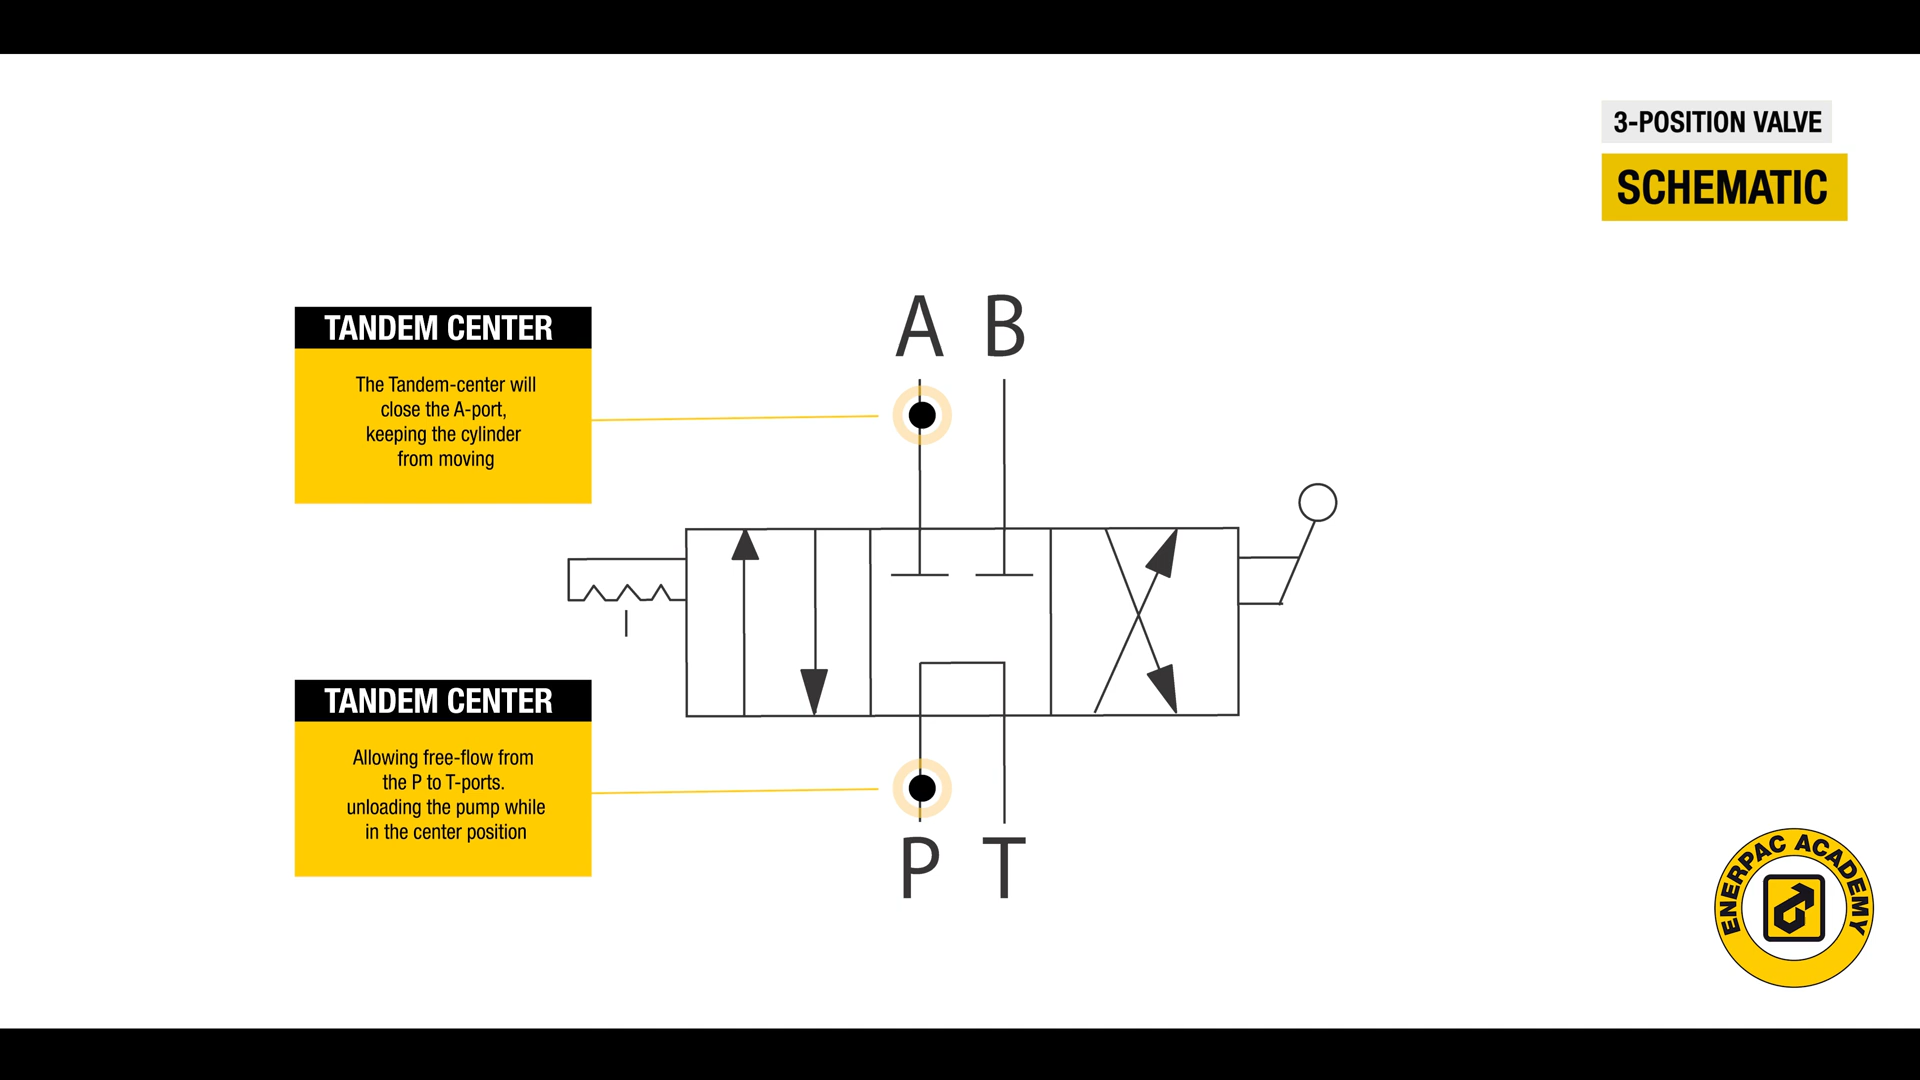 3-POSITION VALVE
SCHEMATIC
A B
TANDEM CENTER
The Tandem-center will
close the A-port,
keeping the cylinder
from moving
TANDEM CENTER
Allowing free-flow from
the P to T-ports.
unloading the pump while
in the center position
P T
ENERPAC ACADEMY